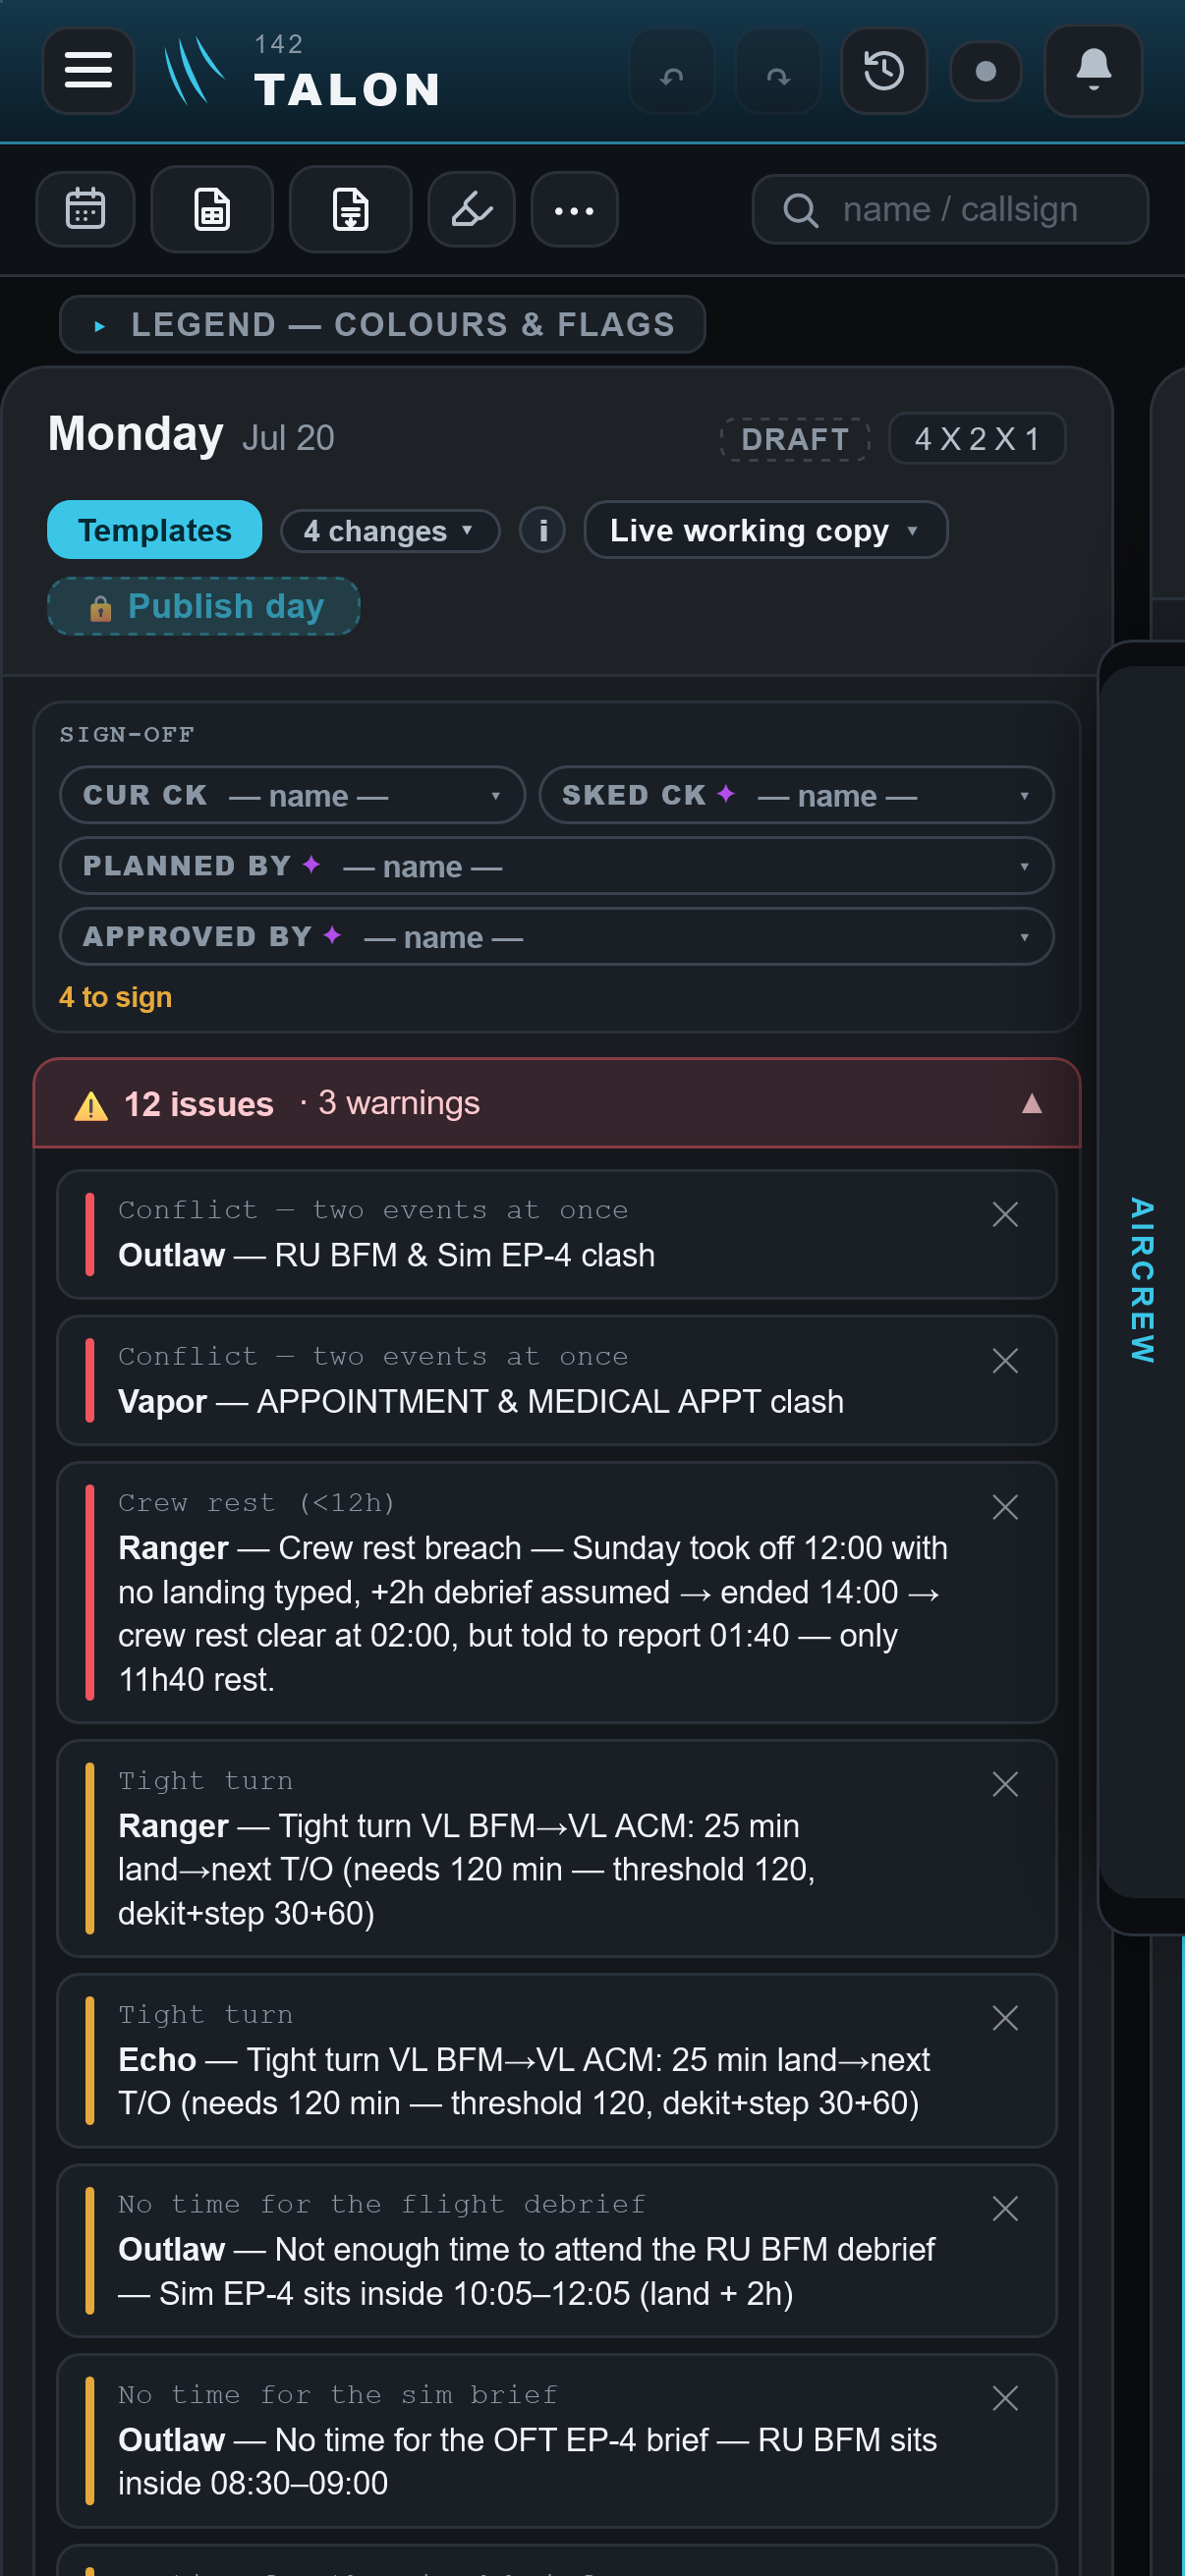 142
TALON
name / callsign
▸ LEGEND — COLOURS & FLAGS
Monday Jul 20
DRAFT
4 X 2 X 1
Templates
4 changes ▾
i
Live working copy ▾
🔒 Publish day
SIGN-OFF
CUR CK — name — ▾
SKED CK ✦ — name — ▾
PLANNED BY ✦ — name — ▾
APPROVED BY ✦ — name — ▾
4 to sign
⚠️ 12 issues · 3 warnings ▲
Conflict — two events at once
Outlaw — RU BFM & Sim EP-4 clash
Conflict — two events at once
Vapor — APPOINTMENT & MEDICAL APPT clash
Crew rest (<12h)
Ranger — Crew rest breach — Sunday took off 12:00 with
no landing typed, +2h debrief assumed → ended 14:00 →
crew rest clear at 02:00, but told to report 01:40 — only
11h40 rest.
Tight turn
Ranger — Tight turn VL BFM→VL ACM: 25 min
land→next T/O (needs 120 min — threshold 120,
dekit+step 30+60)
Tight turn
Echo — Tight turn VL BFM→VL ACM: 25 min land→next
T/O (needs 120 min — threshold 120, dekit+step 30+60)
No time for the flight debrief
Outlaw — Not enough time to attend the RU BFM debrief
— Sim EP-4 sits inside 10:05–12:05 (land + 2h)
No time for the sim brief
Outlaw — No time for the OFT EP-4 brief — RU BFM sits
inside 08:30–09:00
AIRCREW